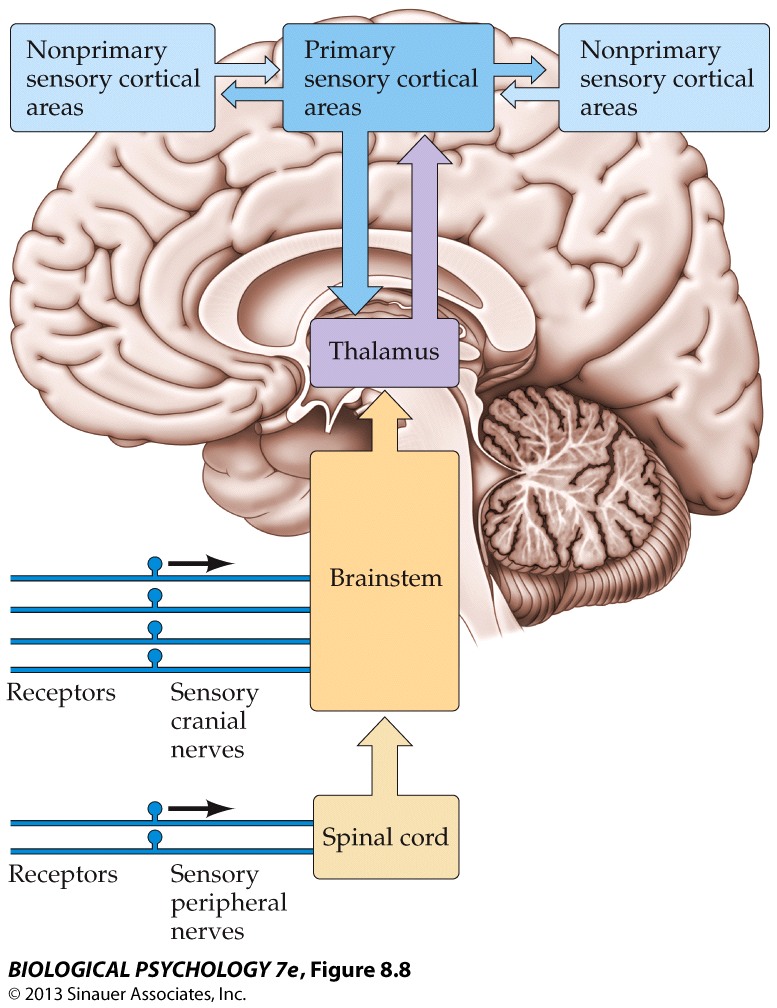 Nonprimary
sensory cortical
areas
Primary
sensory cortical
areas
Nonprimary
sensory cortical
areas
Thalamus
Brainstem
Receptors
Sensory
cranial
nerves
Spinal cord
Receptors
Sensory
peripheral
nerves
BIOLOGICAL PSYCHOLOGY 7e, Figure 8.8
© 2013 Sinauer Associates, Inc.